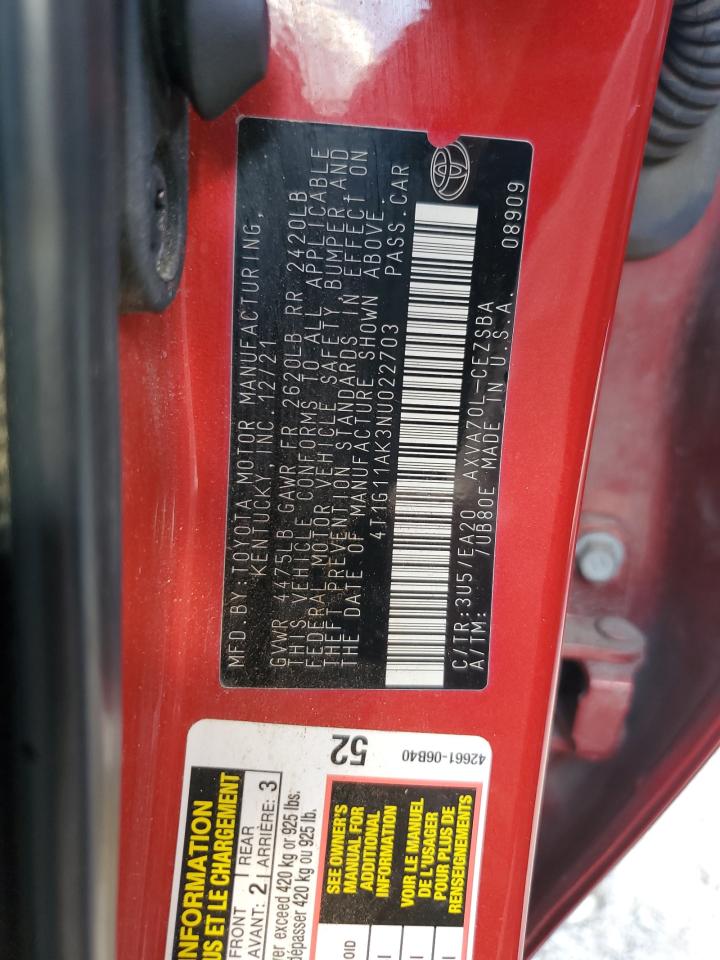 MFD. BY: TOYOTA MOTOR MANUFACTURING,
KENTUCKY, INC. 12/21
GVWR 4475LB GAWR FR 2620LB RR 2420LB
THIS VEHICLE CONFORMS TO ALL APPLICABLE
FEDERAL MOTOR VEHICLE SAFETY, BUMPER, AND
THEFT PREVENTION STANDARDS IN EFFECT ON
THE DATE OF MANUFACTURE SHOWN ABOVE.
4T1G11AK3NU022703 PASS.CAR
C/TR:3U5/EA20 AXVA70L-CEZSBA
A/TM: /UB80E MADE IN U.S.A. 08909
INFORMATION
US ET LE CHARGEMENT
FRONT
AVANT: 2
REAR
ARRIÈRE: 3
ver exceed 420 kg or 925 lbs.
dépasser 420 kg ou 925 lb.
52
SEE OWNER'S
MANUAL FOR
ADDITIONAL
INFORMATION
VOIR LE MANUEL
DE L'USAGER
POUR PLUS DE
RENSEIGNEMENTS
42661-06B40